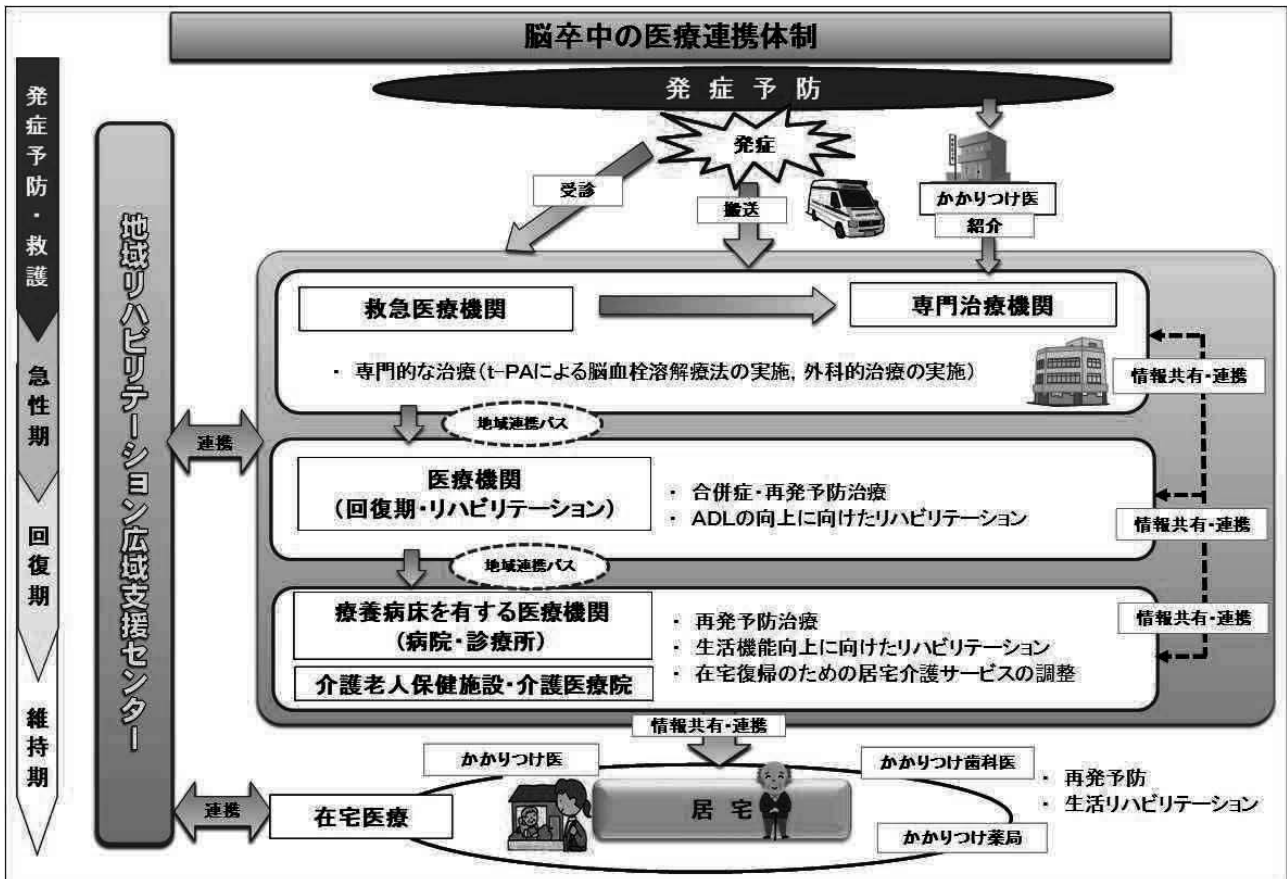 脳卒中の医療連携体制
発症予防
発症予防・救護
急性期
回復期
維持期
地域リハビリテーション広域支援センター
発症
受診
搬送
かかりつけ医
紹介
救急医療機関
専門治療機関
・ 専門的な治療(t-PAによる脳血栓溶解療法の実施, 外科的治療の実施)
情報共有・連携
連携
地域連携パス
医療機関
(回復期・リハビリテーション)
・ 合併症・再発予防治療
・ ADLの向上に向けたリハビリテーション
情報共有・連携
地域連携パス
療養病床を有する医療機関
(病院・診療所)
介護老人保健施設・介護医療院
・ 再発予防治療
・ 生活機能向上に向けたリハビリテーション
・ 在宅復帰のための居宅介護サービスの調整
情報共有・連携
情報共有・連携
かかりつけ医
かかりつけ歯科医
・ 再発予防
・ 生活リハビリテーション
連携
在宅医療
居宅
かかりつけ薬局